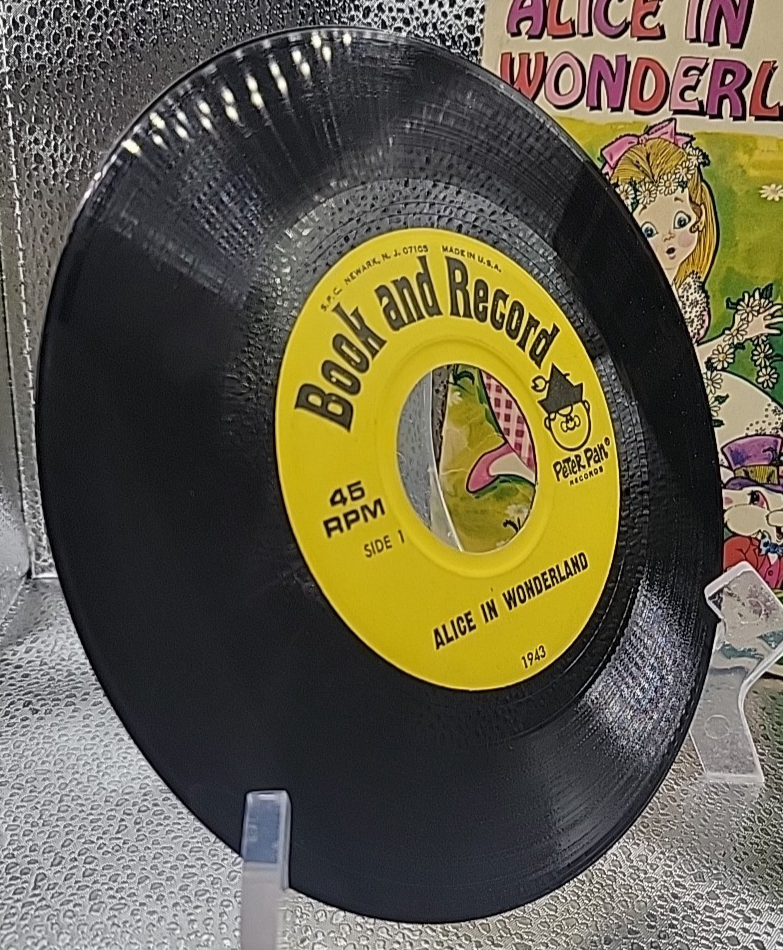 ALICE IN
WONDERL
S.P.C. NEWARK, N. J. 07105 MADE IN U.S.A.
Book and Record
PETER PAN®
RECORDS
45
RPM
SIDE 1
ALICE IN WONDERLAND
1943